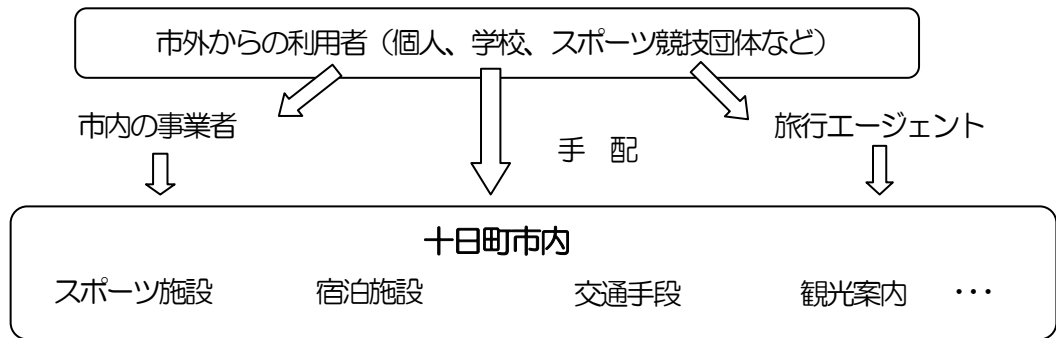 市外からの利用者（個人、学校、スポーツ競技団体など）
市内の事業者
旅行エージェント
手　配
十日町市内
スポーツ施設　宿泊施設　交通手段　観光案内　・・・